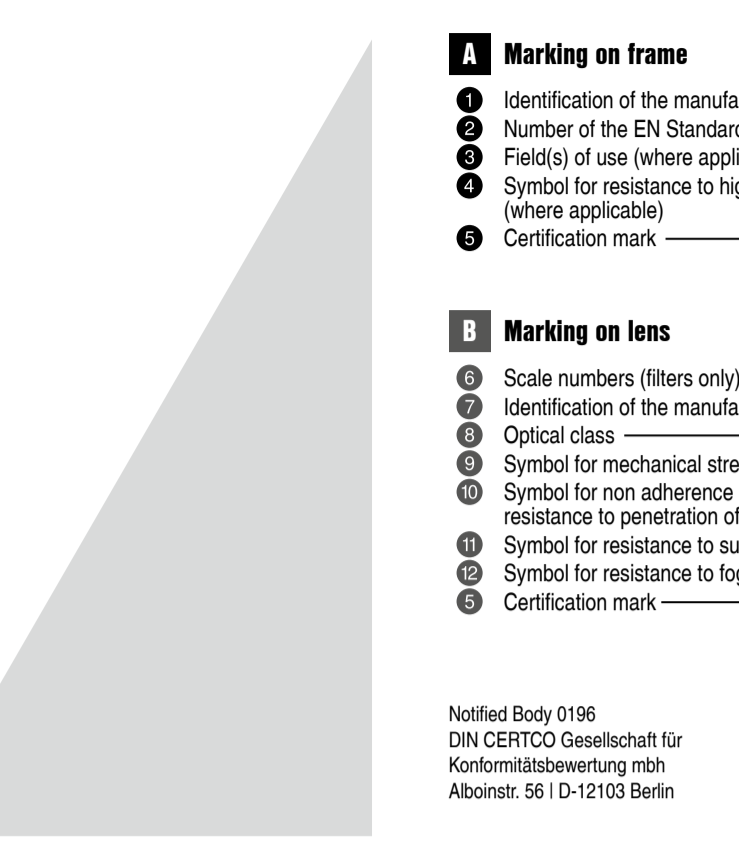 A Marking on frame
1 Identification of the manufa
2 Number of the EN Standard
3 Field(s) of use (where appli
4 Symbol for resistance to hig
(where applicable)
5 Certification mark
B Marking on lens
6 Scale numbers (filters only)
7 Identification of the manufa
8 Optical class
9 Symbol for mechanical stre
10 Symbol for non adherence
resistance to penetration of
11 Symbol for resistance to su
12 Symbol for resistance to fog
5 Certification mark
Notified Body 0196
DIN CERTCO Gesellschaft für
Konformitätsbewertung mbh
Alboinstr. 56 | D-12103 Berlin